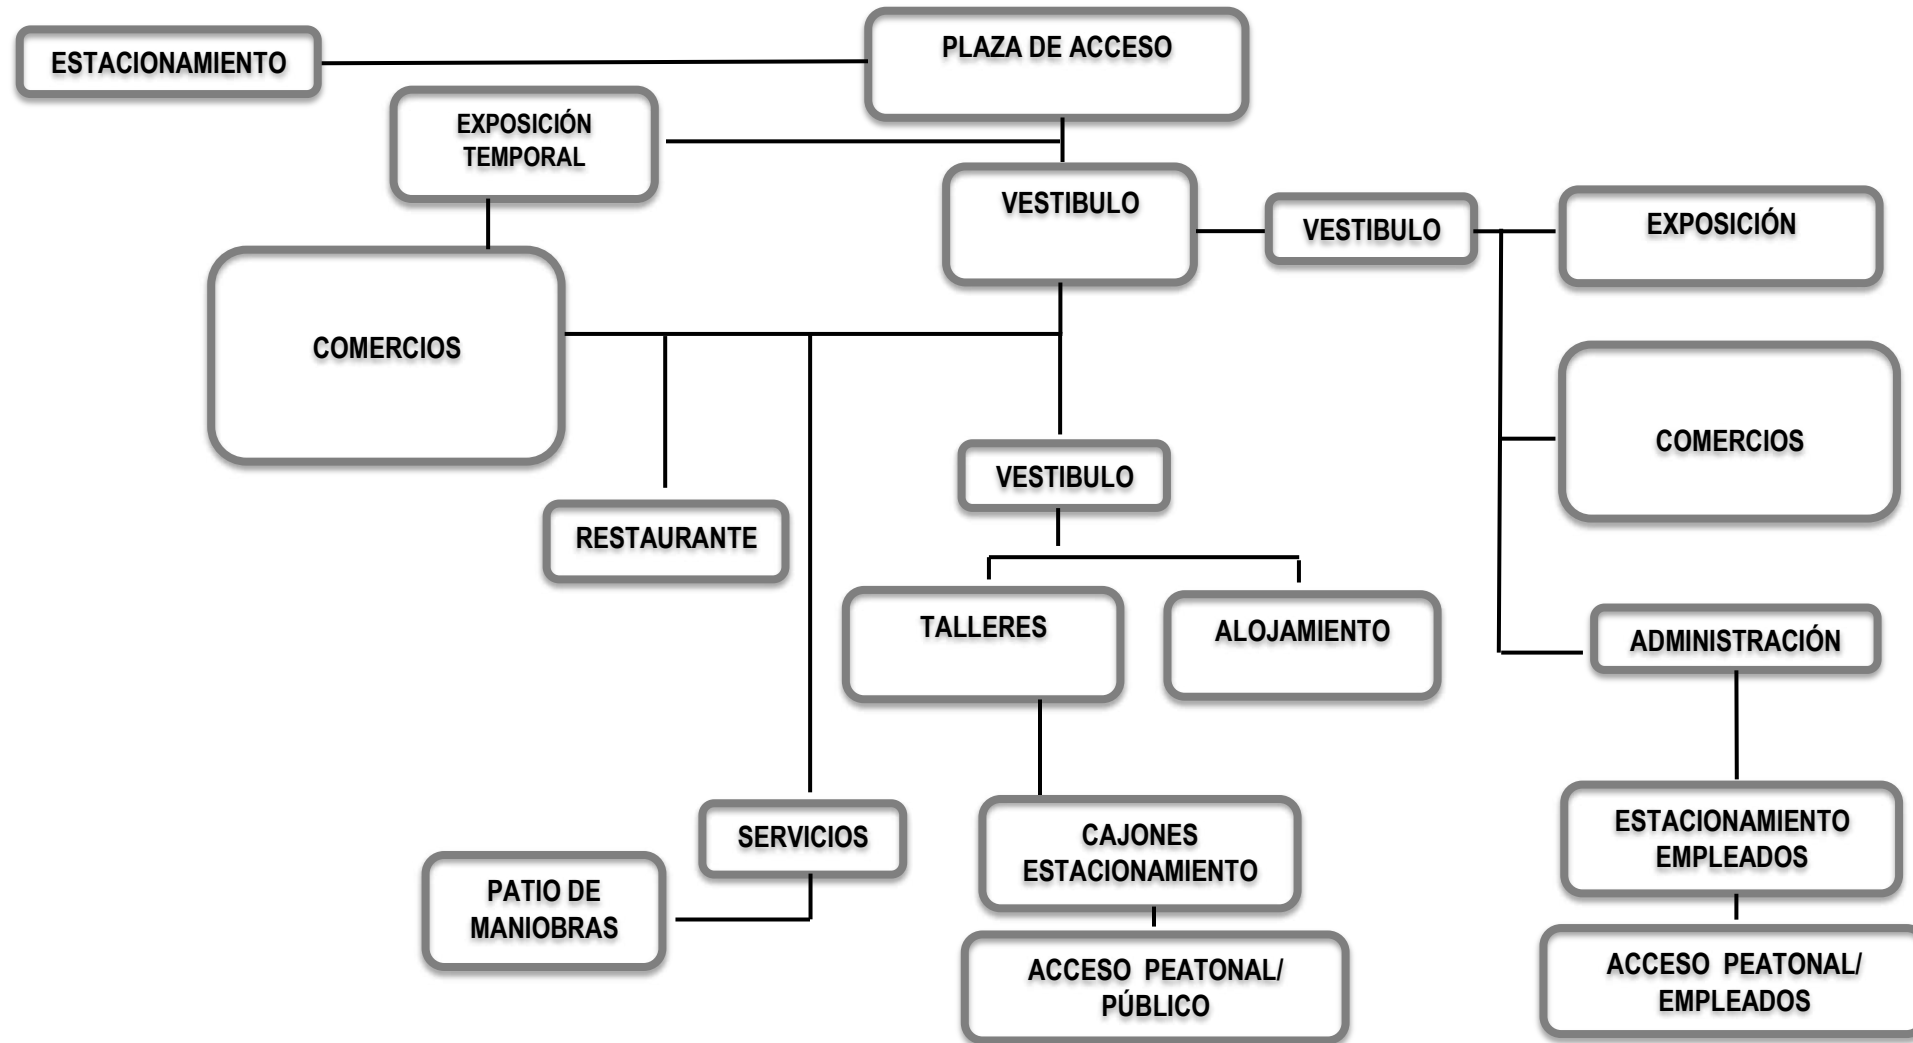 ESTACIONAMIENTO
PLAZA DE ACCESO
EXPOSICIÓN
TEMPORAL
VESTIBULO
VESTIBULO
EXPOSICIÓN
COMERCIOS
COMERCIOS
VESTIBULO
RESTAURANTE
TALLERES
ALOJAMIENTO
ADMINISTRACIÓN
SERVICIOS
CAJONES
ESTACIONAMIENTO
ESTACIONAMIENTO
EMPLEADOS
PATIO DE
MANIOBRAS
ACCESO  PEATONAL/
PÚBLICO
ACCESO  PEATONAL/
EMPLEADOS